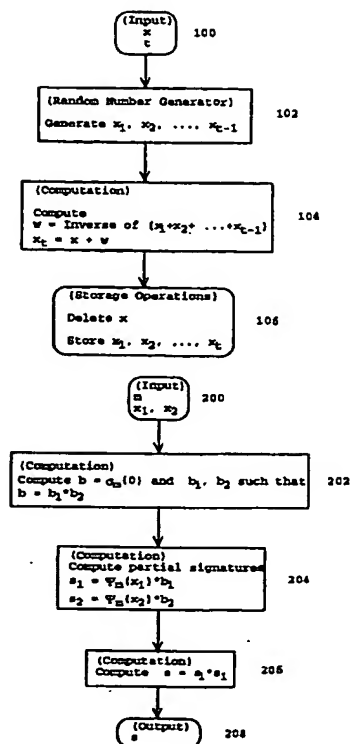 (Input)
x
t
100
(Random Number Generator)
Generate x₁, x₂, ..., xₜ₋₁
102
(Computation)
Compute
w = Inverse of (x₁+x₂+ ...+xₜ₋₁)
xₜ = x + w
104
(Storage Operations)
Delete x
Store x₁, x₂, ..., xₜ
106
(Input)
m
x₁, x₂
200
(Computation)
Compute b = σₘ(0) and b₁, b₂ such that
b = b₁*b₂
202
(Computation)
Compute partial signatures
s₁ = Ψₘ(x₁)*b₁
s₂ = Ψₘ(x₂)*b₂
204
(Computation)
Compute s = s₁*s₁
206
(Output)
s
208